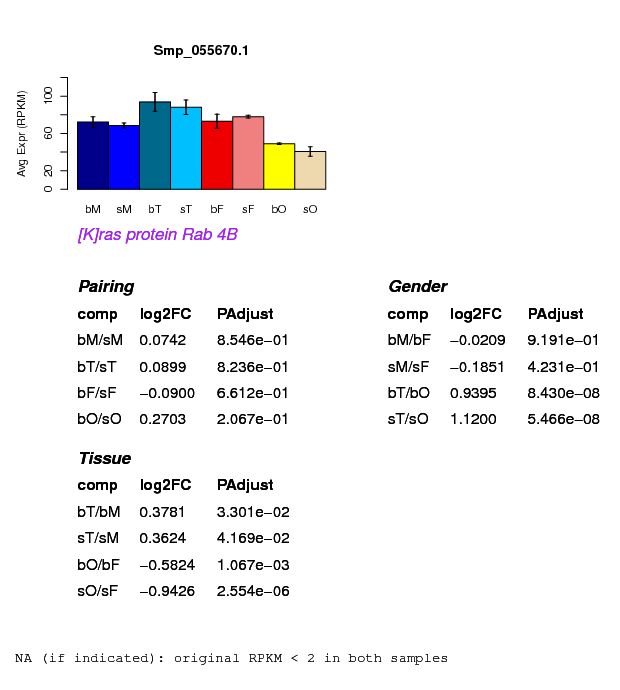 Smp_055670.1
Avg Expr (RPKM)
100
60
20
0
bM sM bT sT bF sF bO sO
[K]ras protein Rab 4B
Pairing
comp log2FC PAdjust
bM/sM 0.0742 8.546e−01
bT/sT 0.0899 8.236e−01
bF/sF −0.0900 6.612e−01
bO/sO 0.2703 2.067e−01
Gender
comp log2FC PAdjust
bM/bF −0.0209 9.191e−01
sM/sF −0.1851 4.231e−01
bT/bO 0.9395 8.430e−08
sT/sO 1.1200 5.466e−08
Tissue
comp log2FC PAdjust
bT/bM 0.3781 3.301e−02
sT/sM 0.3624 4.169e−02
bO/bF −0.5824 1.067e−03
sO/sF −0.9426 2.554e−06
NA (if indicated): original RPKM < 2 in both samples